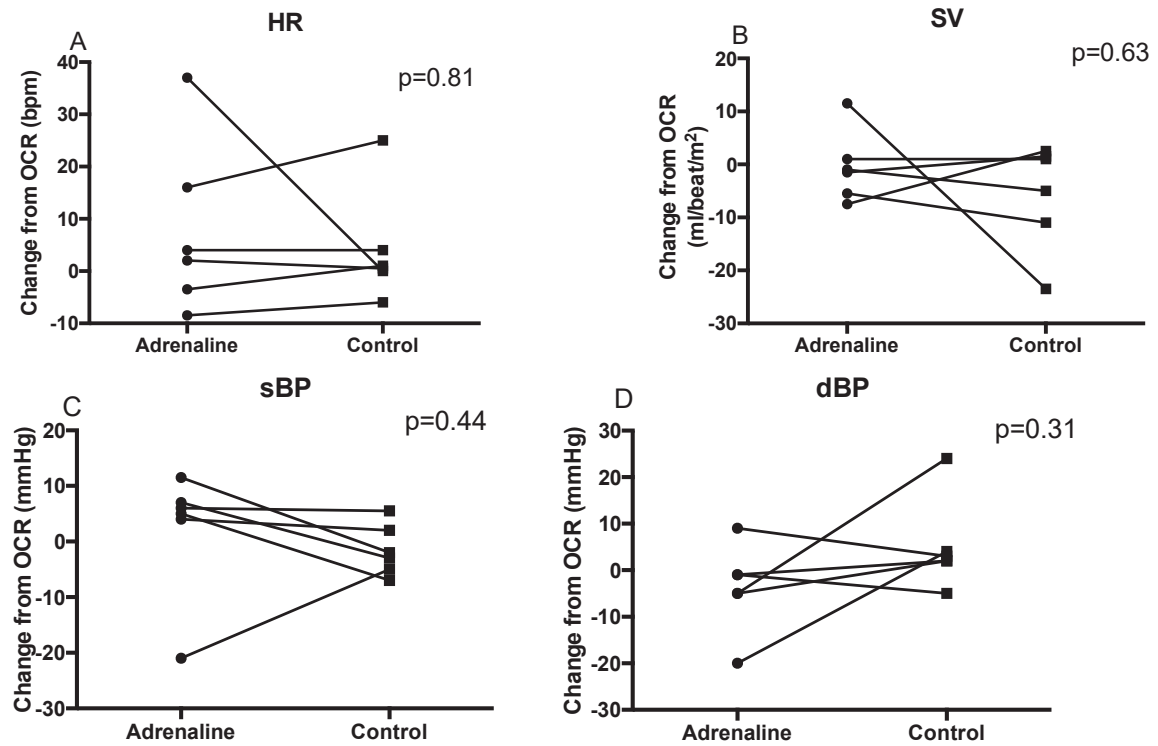 A
HR
p=0.81
Change from OCR (bpm)
40
30
20
10
0
-10
Adrenaline
Control
B
SV
p=0.63
Change from OCR
(ml/beat/m²)
20
10
0
-10
-20
-30
Adrenaline
Control
C
sBP
p=0.44
Change from OCR (mmHg)
20
10
0
-10
-20
-30
Adrenaline
Control
D
dBP
p=0.31
Change from OCR (mmHg)
30
20
10
0
-10
-20
-30
Adrenaline
Control